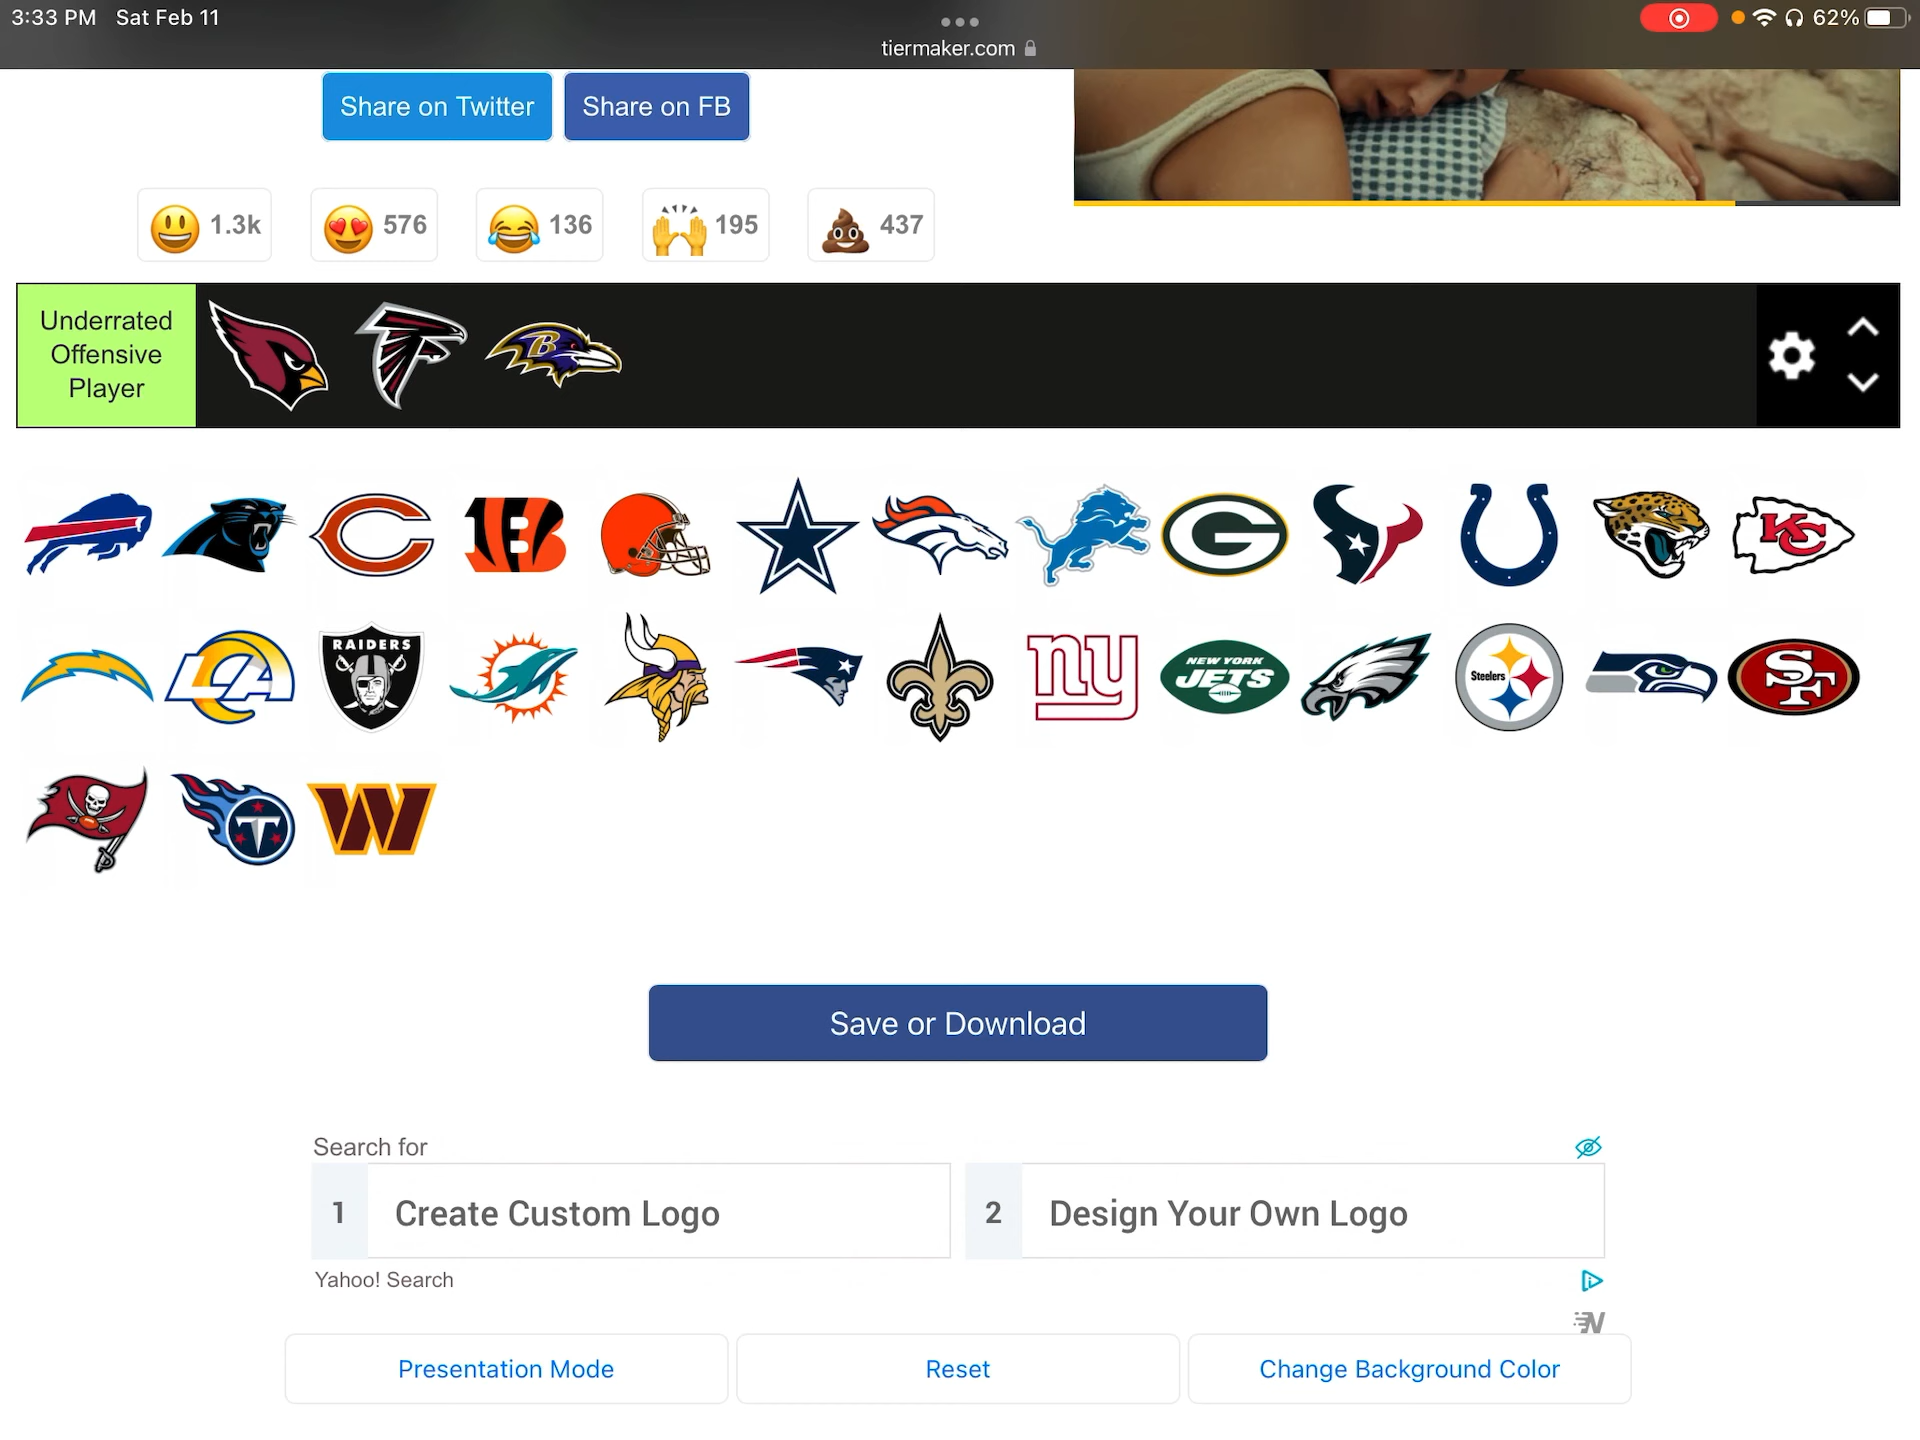 3:33 PM Sat Feb 11
62%
tiermaker.com
Share on Twitter
Share on FB
1.3k
576
136
195
437
Underrated
Offensive
Player
B
B
C
G
KC
LA
RAIDERS
ny
NEW YORK
JETS
Steelers
SF
T
W
Save or Download
Search for
1 Create Custom Logo
2 Design Your Own Logo
Yahoo! Search
N
Presentation Mode
Reset
Change Background Color